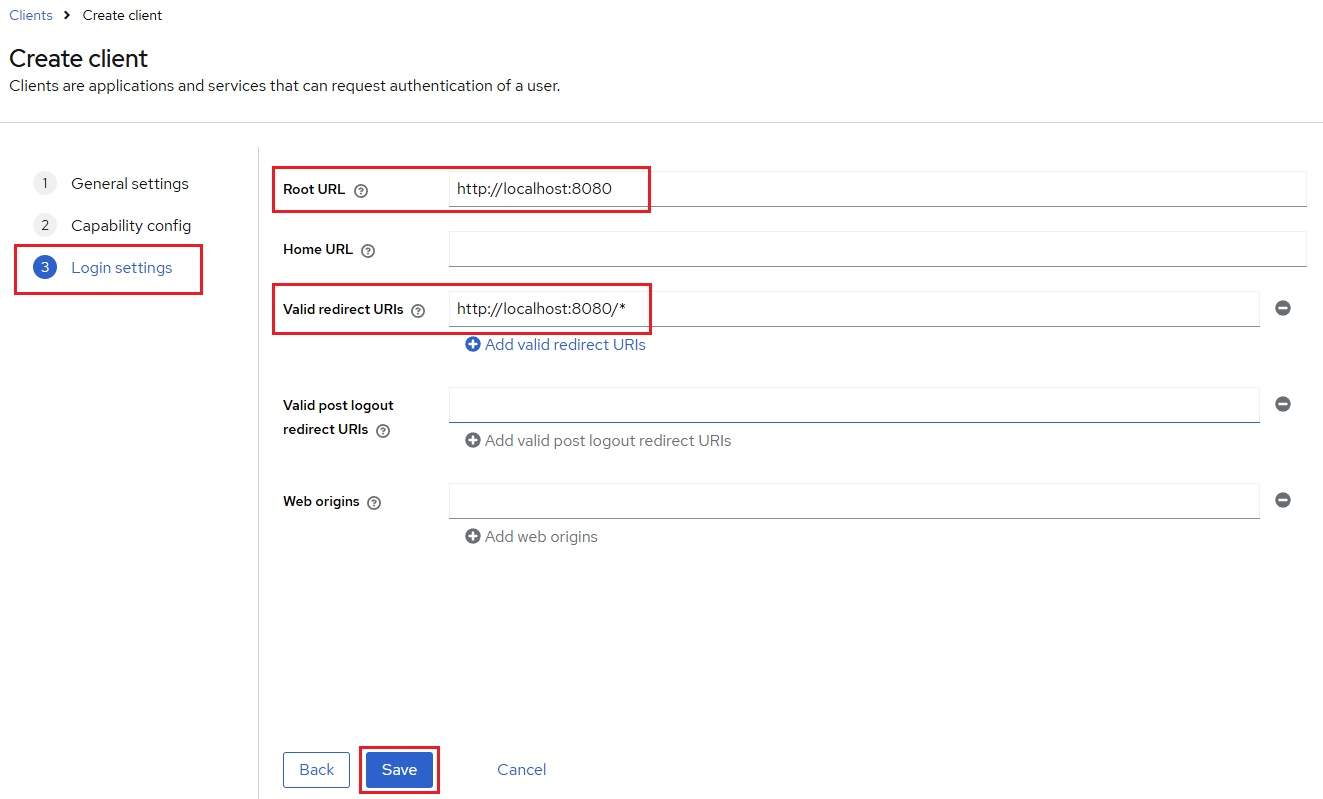 Clients > Create client
Create client
Clients are applications and services that can request authentication of a user.
1 General settings
2 Capability config
3 Login settings
Root URL ? http://localhost:8080
Home URL ?
Valid redirect URIs ? http://localhost:8080/*
Add valid redirect URIs
Valid post logout
redirect URIs ?
Add valid post logout redirect URIs
Web origins ?
Add web origins
Back Save Cancel